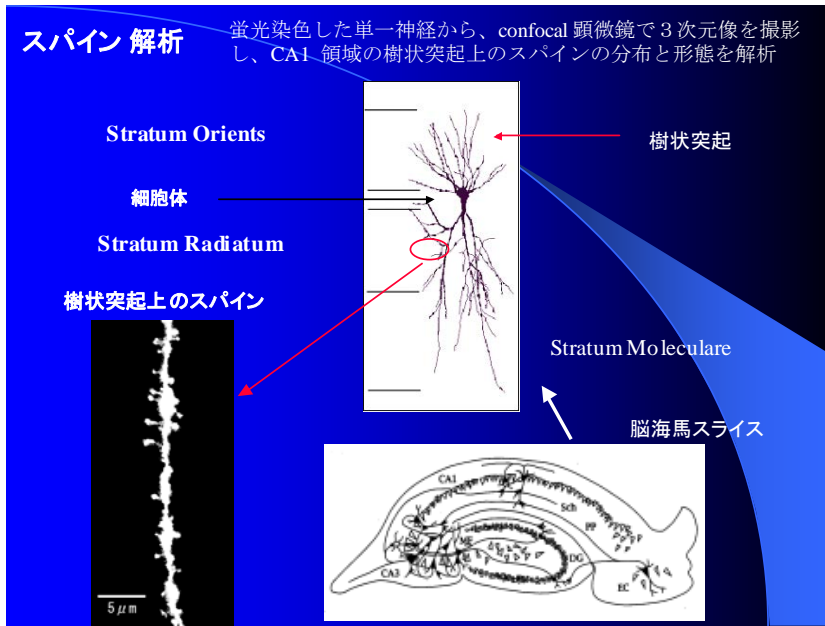 スパイン 解析
蛍光染色した単一神経から、confocal 顕微鏡で3次元像を撮影
し、CA1 領域の樹状突起上のスパインの分布と形態を解析
Stratum Orients
樹状突起
細胞体
Stratum Radiatum
樹状突起上のスパイン
Stratum Moleculare
脳海馬スライス
CA1
Sch
PP
MF
DG
CA3
EC
5μm